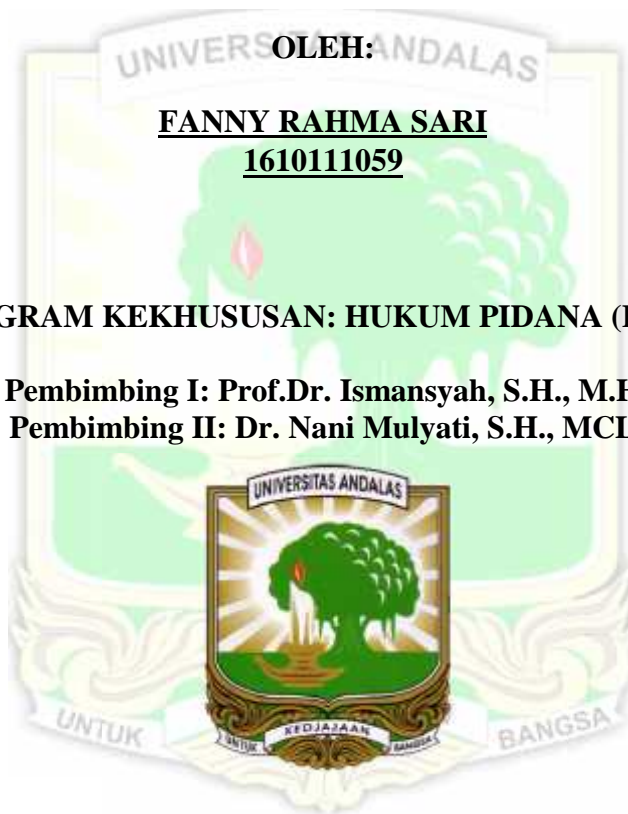 UNIVERSITAS ANDALAS
OLEH:
FANNY RAHMA SARI
1610111059
GRAM KEKHUSUSAN: HUKUM PIDANA (
Pembimbing I: Prof.Dr. Ismansyah, S.H., M.H
Pembimbing II: Dr. Nani Mulyati, S.H., MCL
UNIVERSITAS ANDALAS
UNTUK KEDJAJAAN BANGSA
UNTUK BANGSA